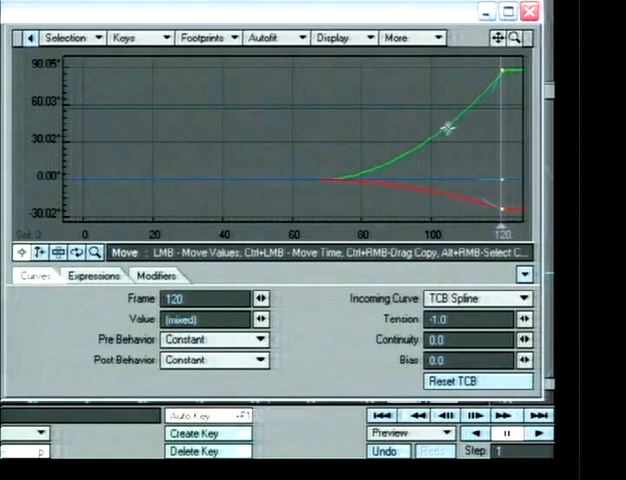 Selection Keys Footprints Autofit Display More
90.05°
60.03°
30.02°
0.00°
-30.02°
0 20 40 60 80 100 120
Move : LMB - Move Values, Ctrl+LMB - Move Time, Ctrl+RMB-Drag Copy, Alt+RMB-Select C...
Curves Expressions Modifiers
Frame 120 Incoming Curve TCB Spline
Value (mixed) Tension -1.0
Pre Behavior Constant Continuity 0.0
Post Behavior Constant Bias 0.0
Reset TCB
Auto Key
Create Key Preview
Delete Key Undo Step 1